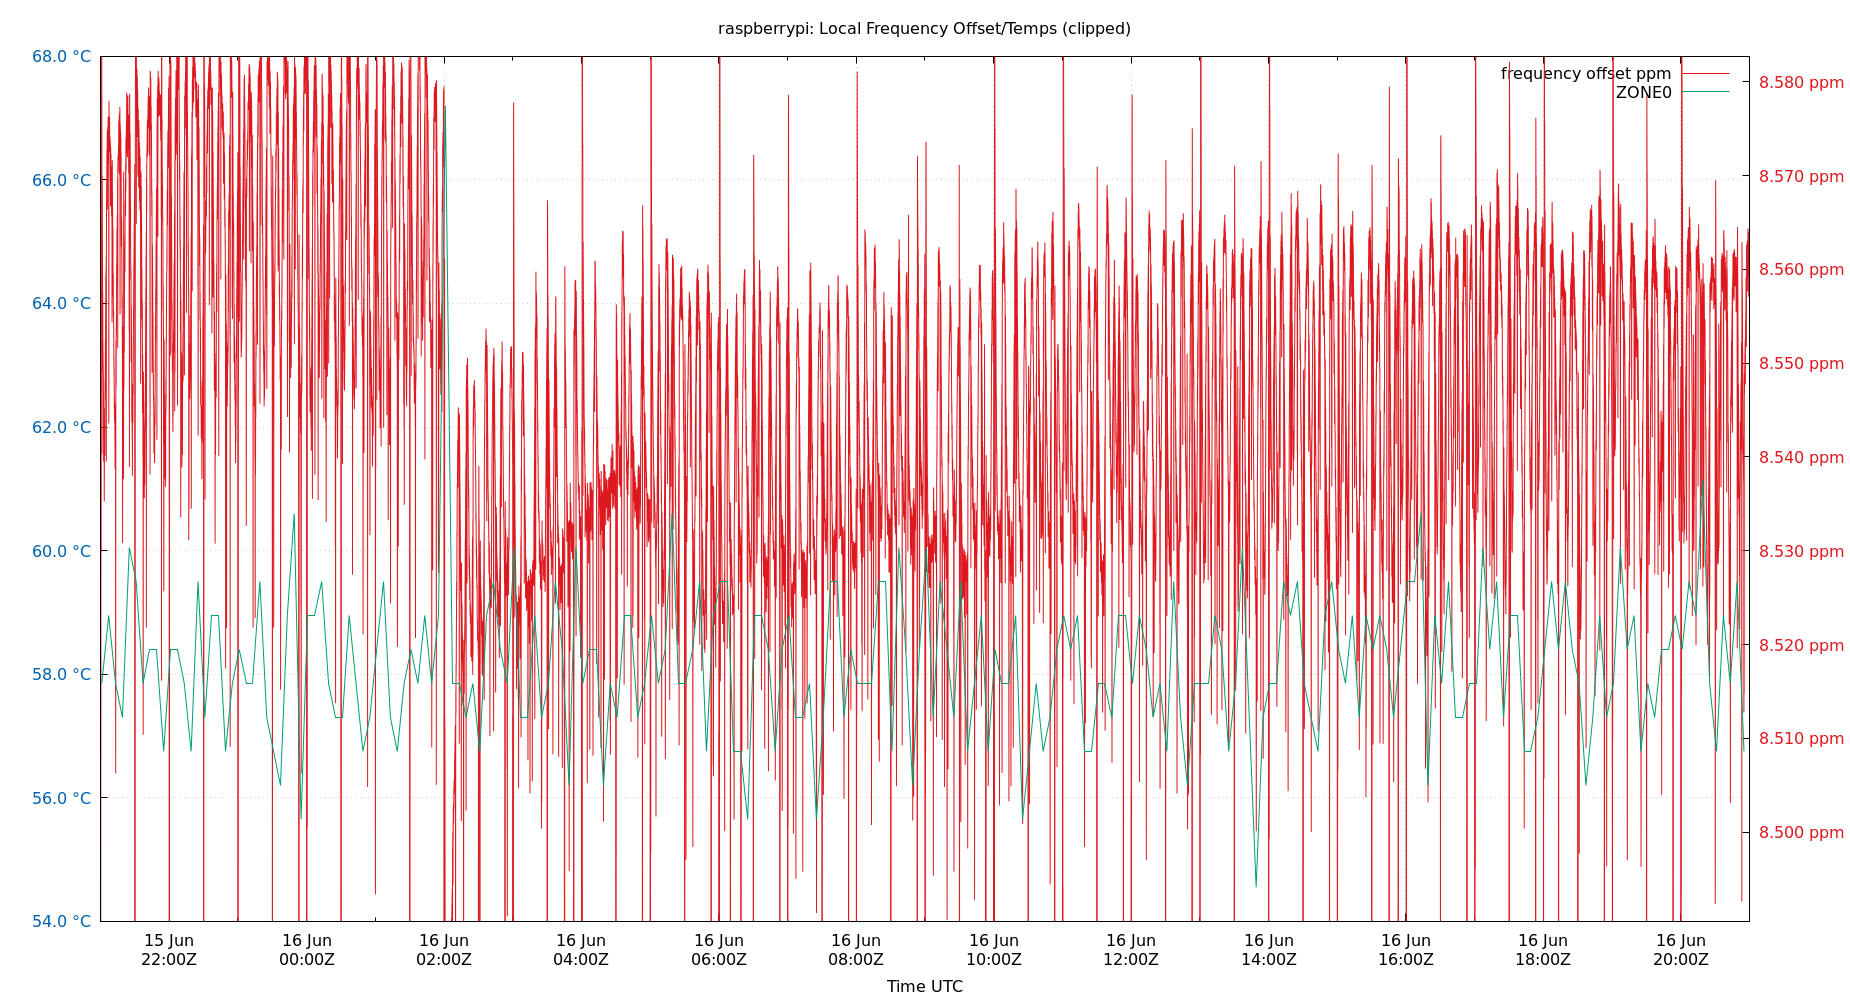 raspberrypi: Local Frequency Offset/Temps (clipped)
frequency offset ppm
ZONE0
68.0 °C
66.0 °C
64.0 °C
62.0 °C
60.0 °C
58.0 °C
56.0 °C
54.0 °C
8.580 ppm
8.570 ppm
8.560 ppm
8.550 ppm
8.540 ppm
8.530 ppm
8.520 ppm
8.510 ppm
8.500 ppm
15 Jun
22:00Z
16 Jun
00:00Z
16 Jun
02:00Z
16 Jun
04:00Z
16 Jun
06:00Z
16 Jun
08:00Z
16 Jun
10:00Z
16 Jun
12:00Z
16 Jun
14:00Z
16 Jun
16:00Z
16 Jun
18:00Z
16 Jun
20:00Z
Time UTC